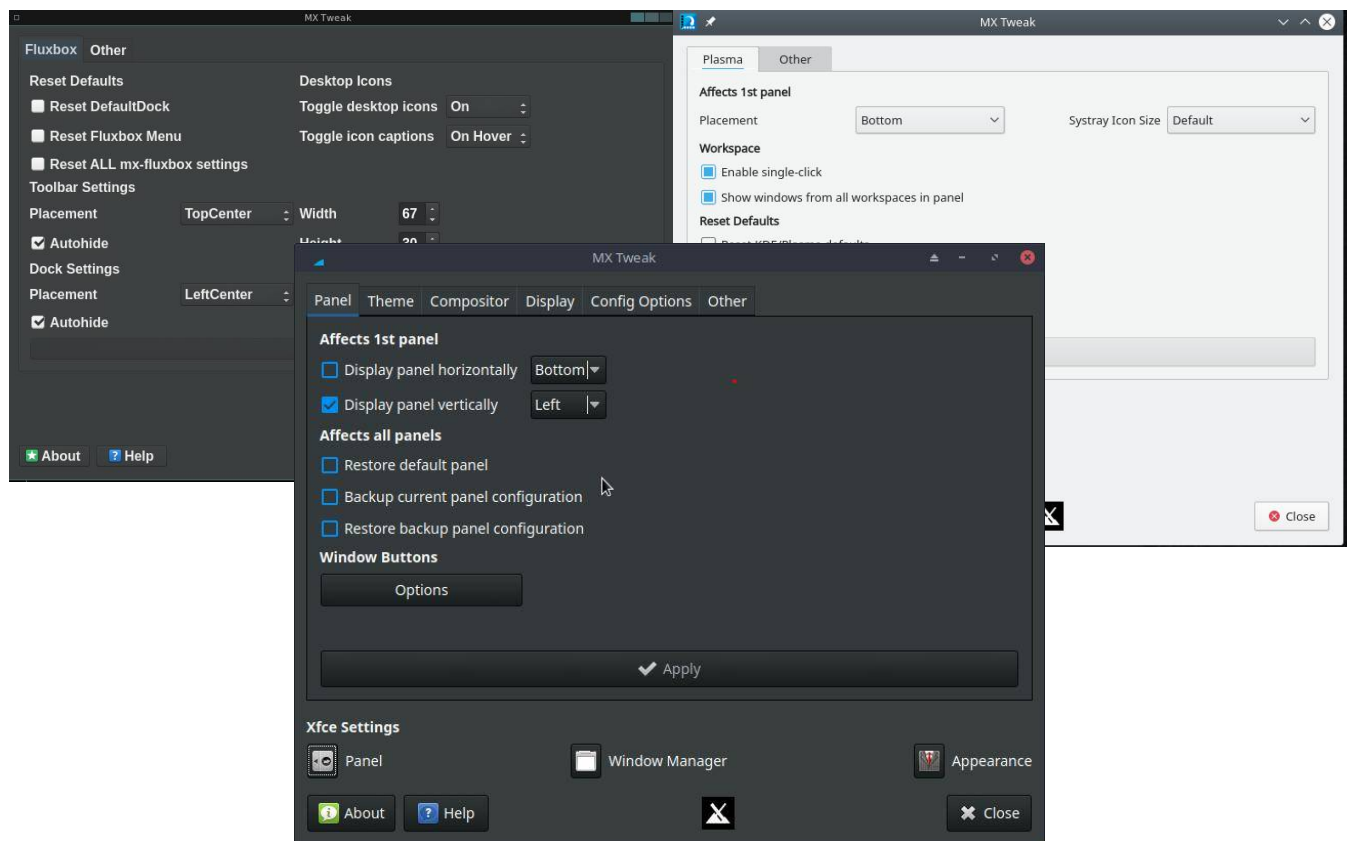 MX Tweak
Fluxbox Other
Reset Defaults Desktop Icons
Reset DefaultDock Toggle desktop icons On
Reset Fluxbox Menu Toggle icon captions On Hover
Reset ALL mx-fluxbox settings
Toolbar Settings
Placement TopCenter Width 67
Autohide Height 30
Dock Settings
Placement LeftCenter
Autohide
About Help
MX Tweak
Plasma Other
Affects 1st panel
Placement Bottom Systray Icon Size Default
Workspace
Enable single-click
Show windows from all workspaces in panel
Reset Defaults
Reset KDE/Plasma defaults
Close
MX Tweak
Panel Theme Compositor Display Config Options Other
Affects 1st panel
Display panel horizontally Bottom
Display panel vertically Left
Affects all panels
Restore default panel
Backup current panel configuration
Restore backup panel configuration
Window Buttons
Options
Apply
Xfce Settings
Panel Window Manager Appearance
About Help Close